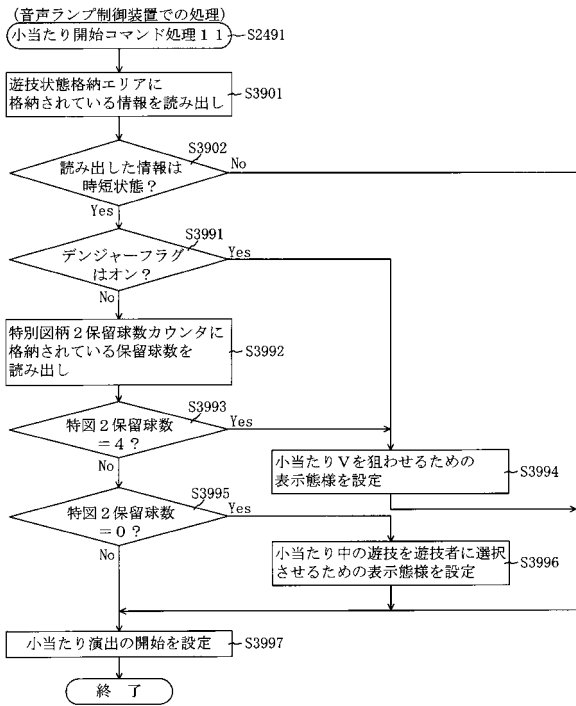 (音声ランプ制御装置での処理)
小当たり開始コマンド処理11
S2491
遊技状態格納エリアに
格納されている情報を読み出し
S3901
S3902
読み出した情報は
時短状態？
No
Yes
S3991
デンジャーフラグ
はオン？
Yes
No
特別図柄2保留球数カウンタに
格納されている保留球数を
読み出し
S3992
S3993
特図2保留球数
＝4？
Yes
No
小当たりVを狙わせるための
表示態様を設定
S3994
S3995
特図2保留球数
＝0？
Yes
No
小当たり中の遊技を遊技者に選択
させるための表示態様を設定
S3996
小当たり演出の開始を設定
S3997
終 了